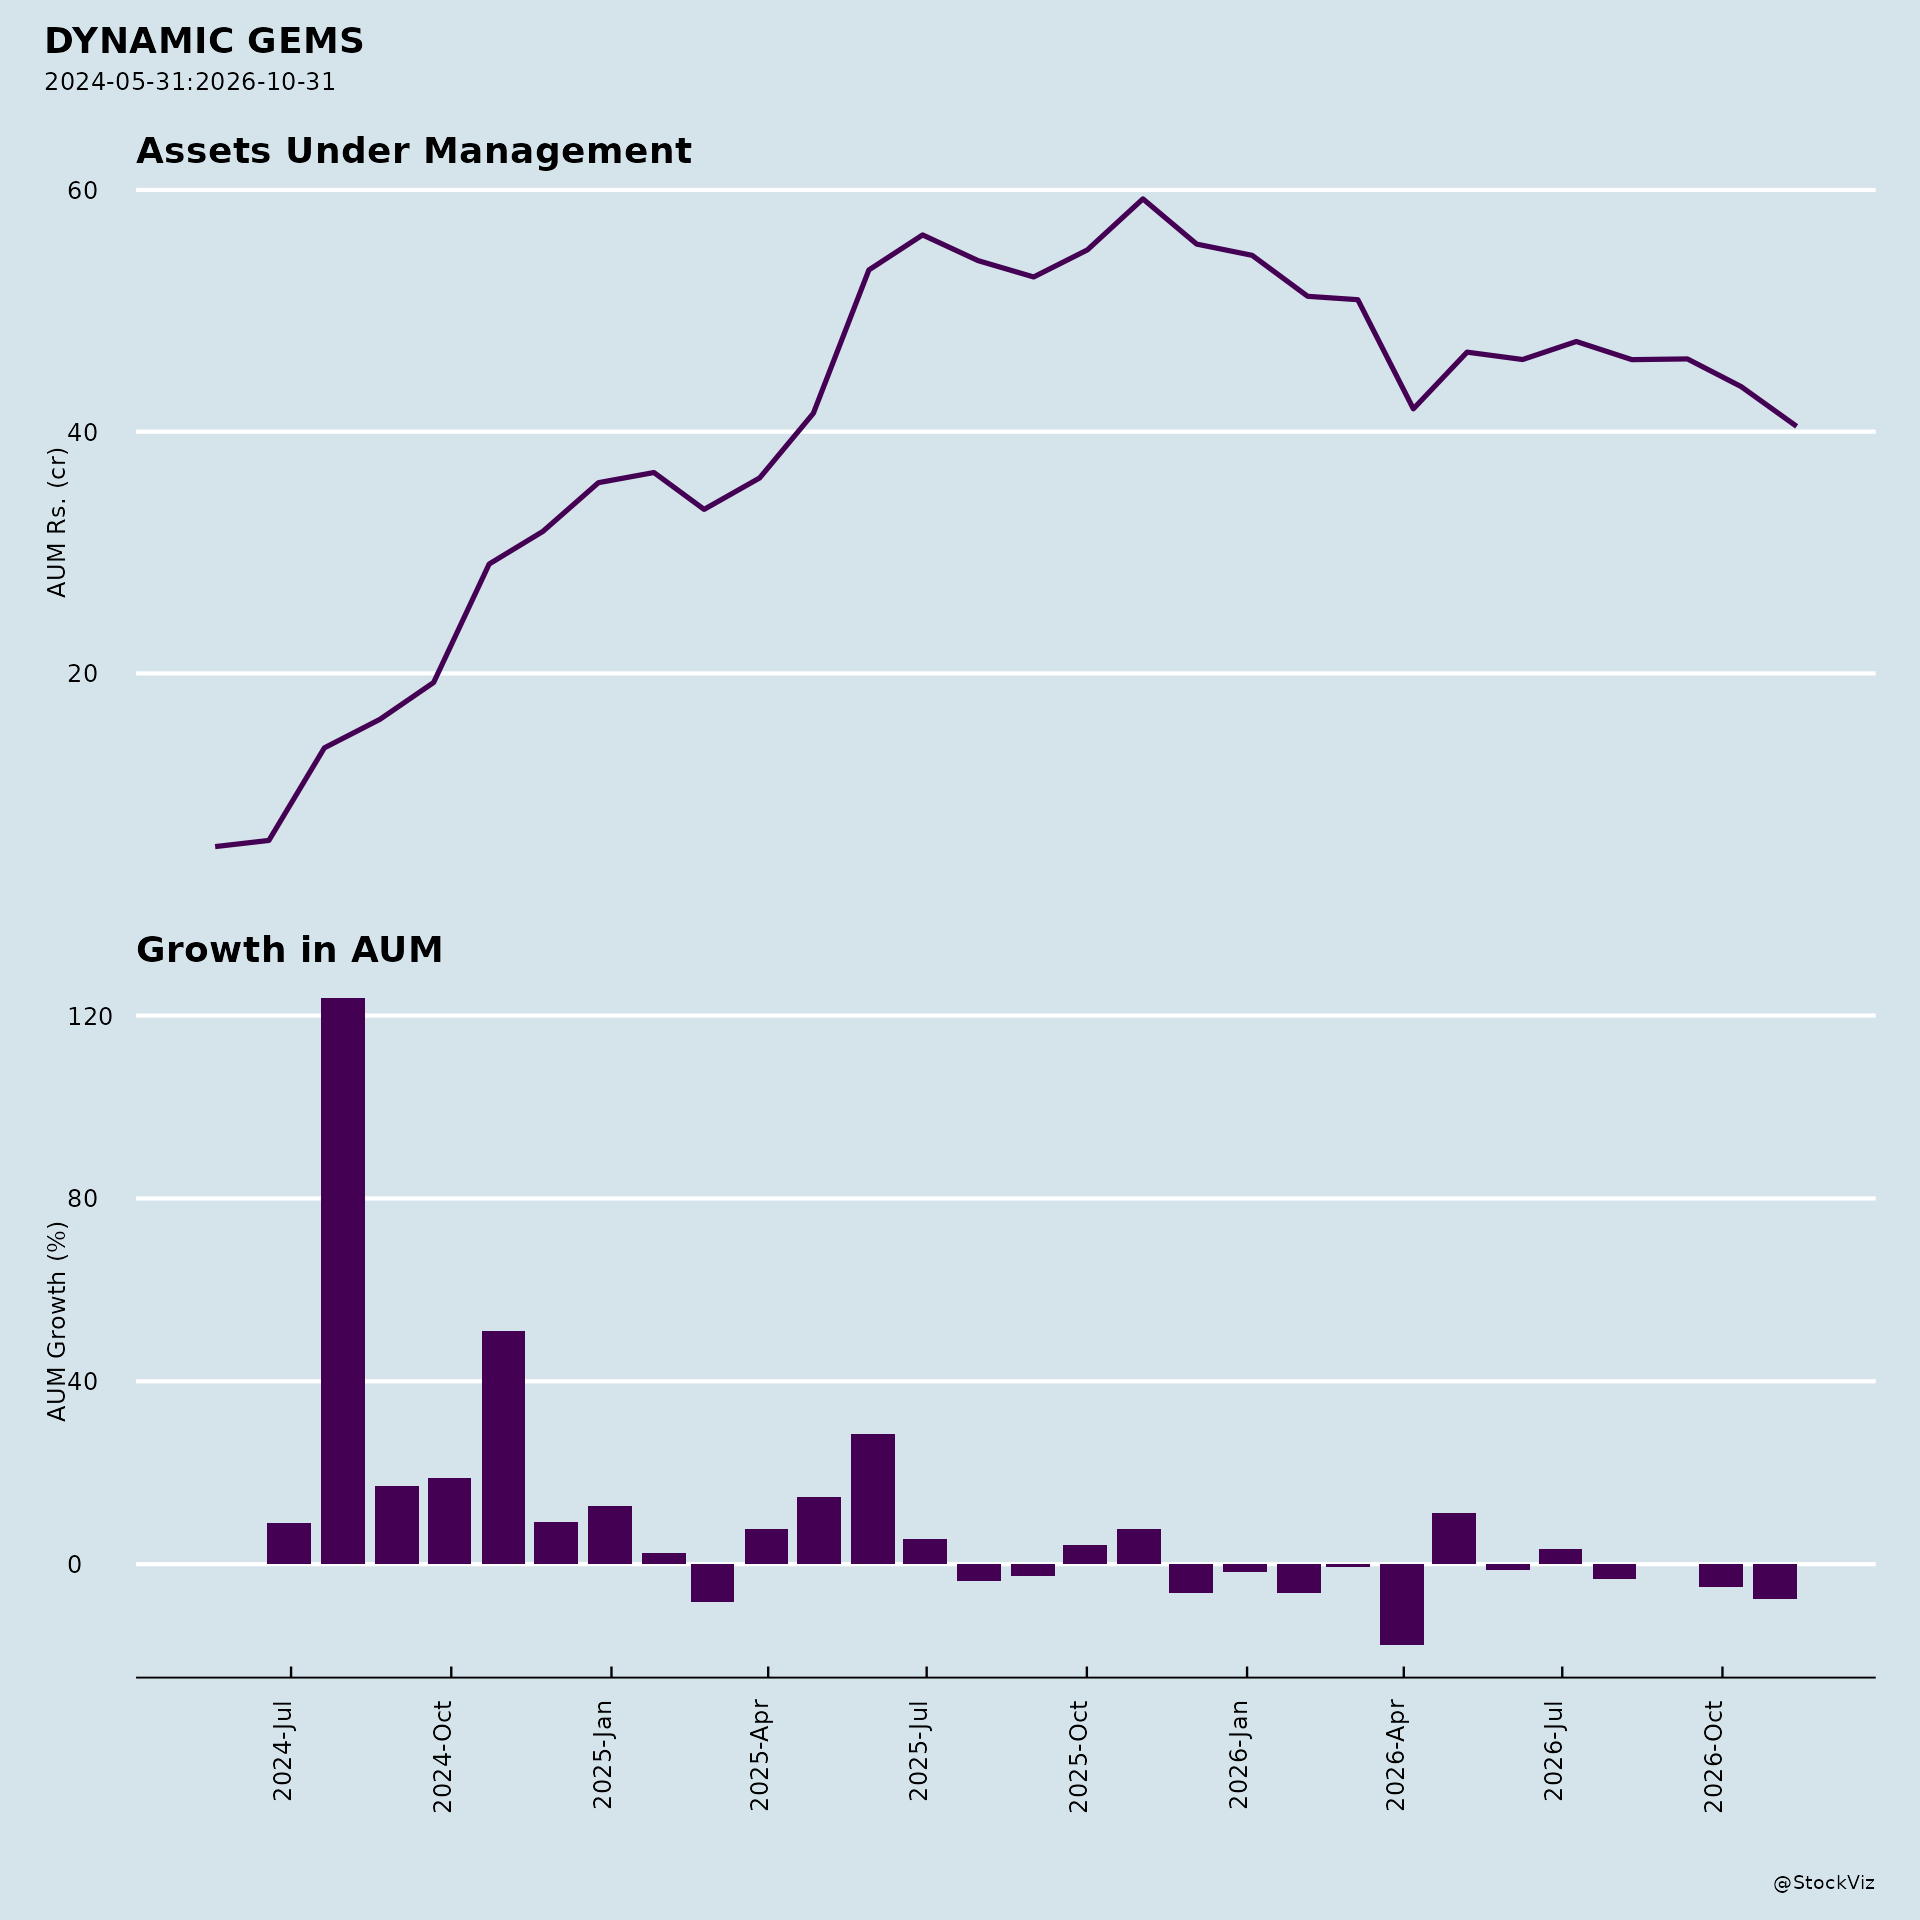 DYNAMIC GEMS
2024-05-31:2026-10-31
Assets Under Management
60
40
20
AUM Rs. (cr)
Growth in AUM
120
80
40
0
AUM Growth (%)
2024-Jul
2024-Oct
2025-Jan
2025-Apr
2025-Jul
2025-Oct
2026-Jan
2026-Apr
2026-Jul
2026-Oct
@StockViz